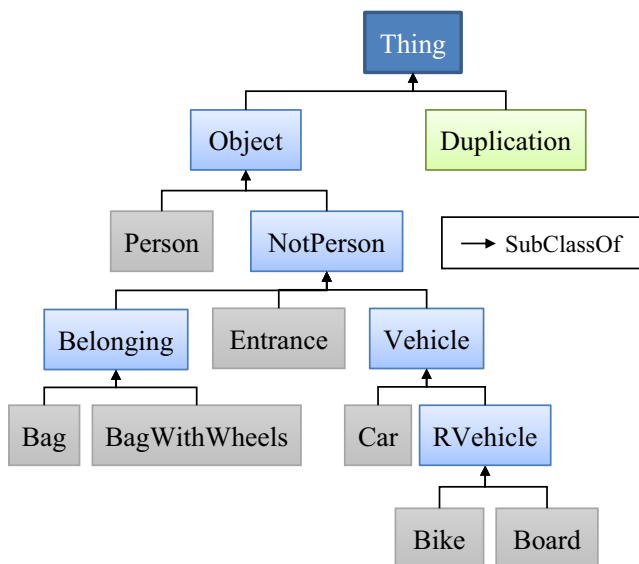 Thing
Object
Duplication
Person
NotPerson
SubClassOf
Belonging
Entrance
Vehicle
Bag
BagWithWheels
Car
RVehicle
Bike
Board